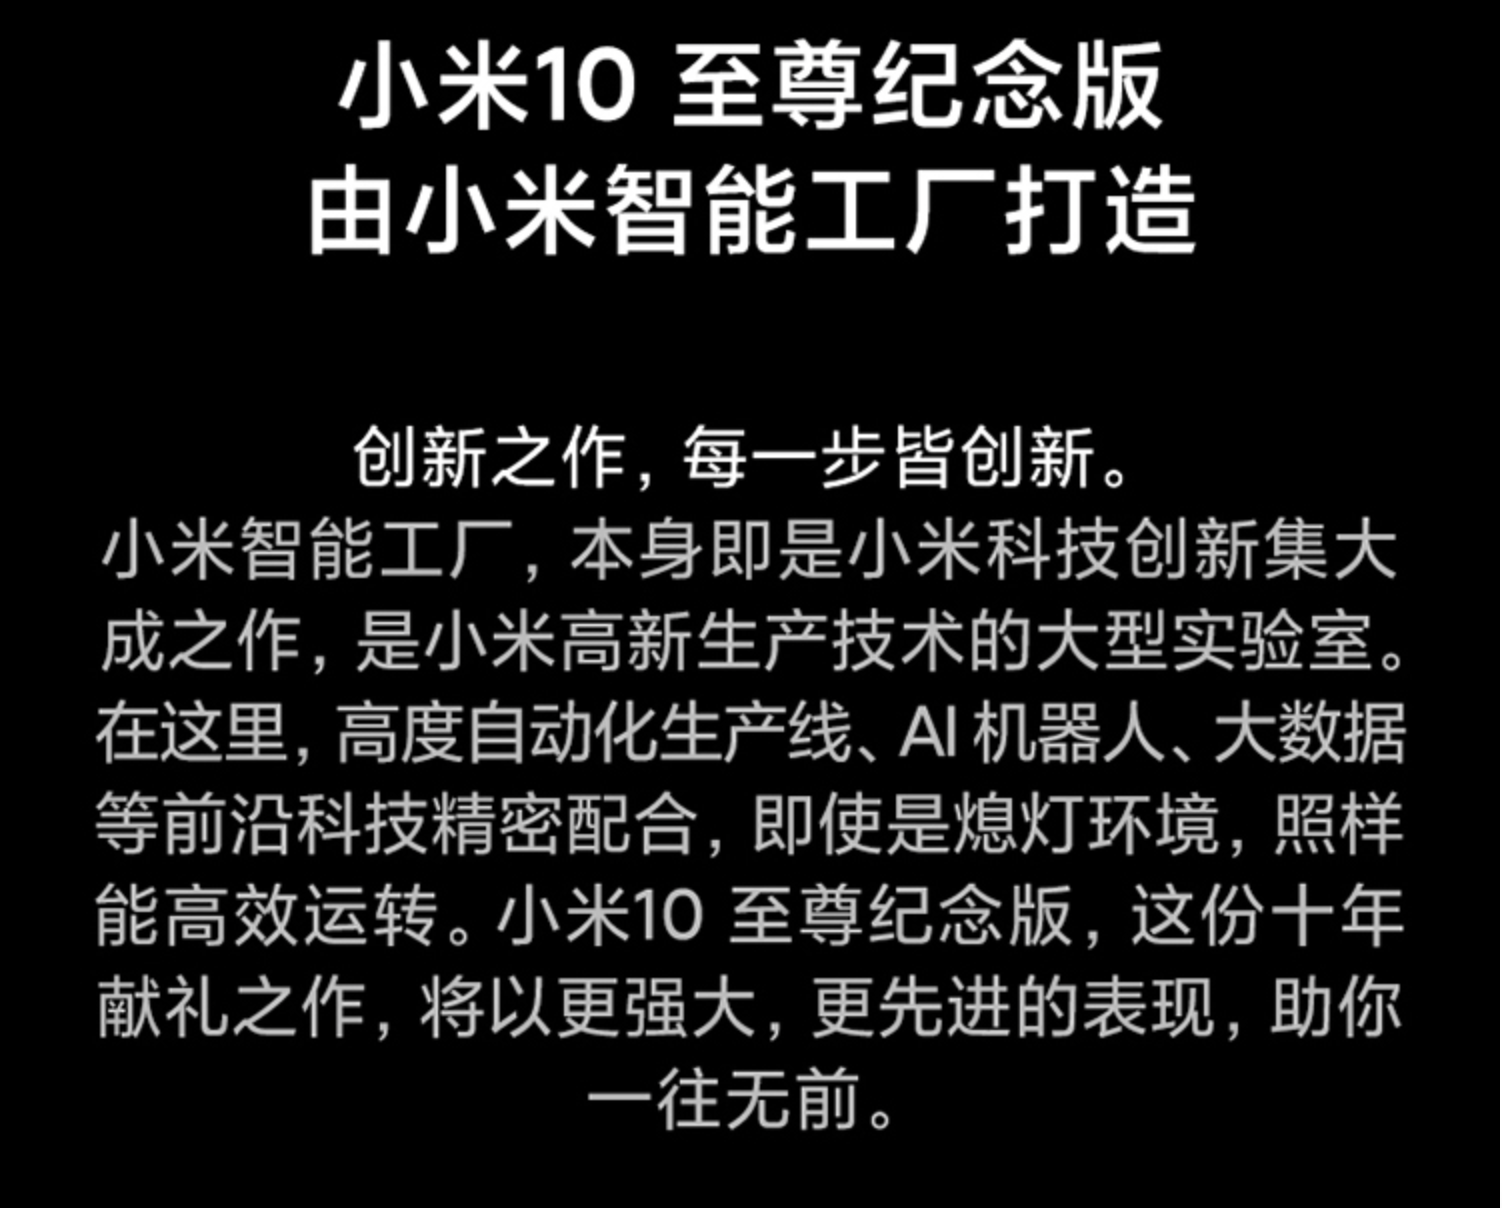 小米10 至尊纪念版
由小米智能工厂打造
创新之作，每一步皆创新。
小米智能工厂，本身即是小米科技创新集大
成之作，是小米高新生产技术的大型实验室。
在这里，高度自动化生产线、AI 机器人、大数据
等前沿科技精密配合，即使是熄灯环境，照样
能高效运转。小米10 至尊纪念版，这份十年
献礼之作，将以更强大，更先进的表现，助你
一往无前。